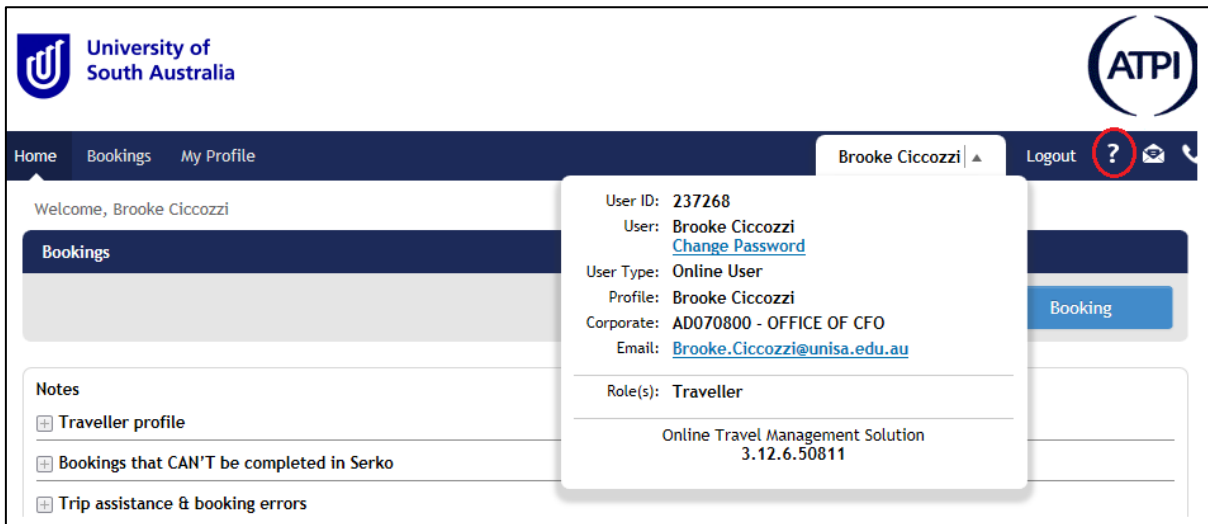 University of
South Australia
ATPI
Home Bookings My Profile Brooke Ciccozzi Logout ?
Welcome, Brooke Ciccozzi
Bookings
Booking
User ID: 237268
User: Brooke Ciccozzi
Change Password
User Type: Online User
Profile: Brooke Ciccozzi
Corporate: AD070800 - OFFICE OF CFO
Email: Brooke.Ciccozzi@unisa.edu.au
Role(s): Traveller
Online Travel Management Solution
3.12.6.50811
Notes
Traveller profile
Bookings that CAN'T be completed in Serko
Trip assistance & booking errors